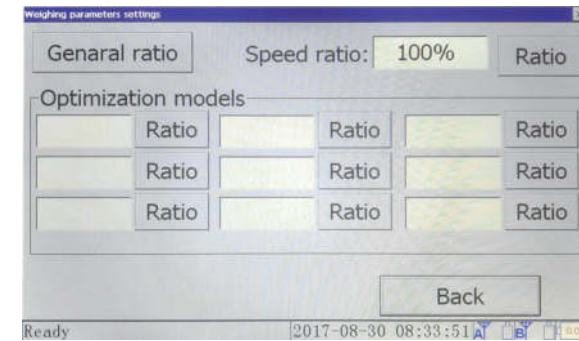 Weighing parameters settings
Genaral ratio Speed ratio: 100% Ratio
Optimization models
Ratio Ratio Ratio
Ratio Ratio Ratio
Ratio Ratio Ratio
Back
Ready 2017-08-30 08:33:51 A B